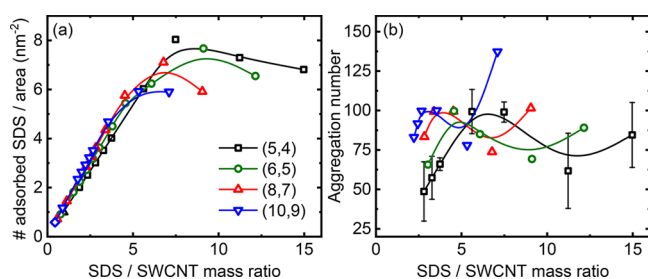 (a)
# adsorbed SDS / area (nm⁻²)
8
6
4
2
0
(5,4)
(6,5)
(8,7)
(10,9)
0 5 10 15
SDS / SWCNT mass ratio
(b)
Aggregation number
150
125
100
75
50
25
0 5 10 15
SDS / SWCNT mass ratio